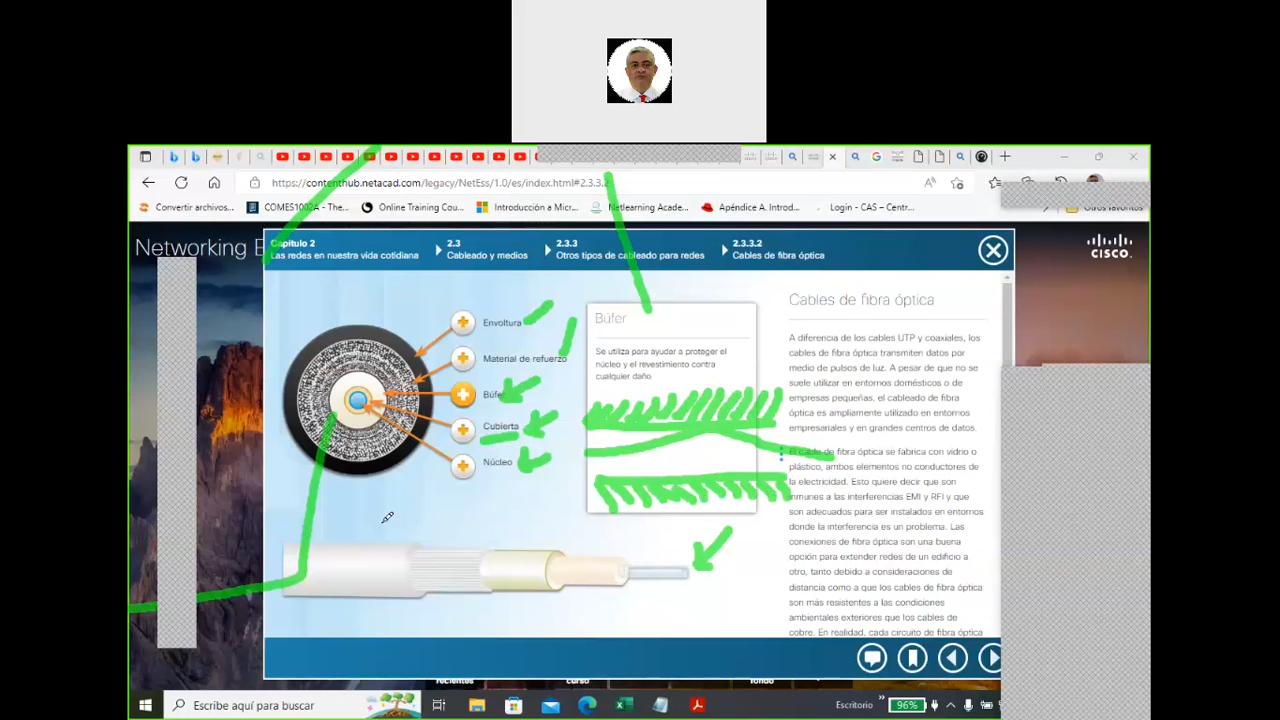 https://contenthub.netacad.com/legacy/NetEss/1.0/es/index.html#2.3.3.2
Convertir archivos...
COMES1002A - The...
Online Training Cou...
Introducción a Micr...
Netlearning Acade...
Apéndice A. Introd...
Login - CAS – Centr...
Otros favoritos
Networking E
CISCO.
Capítulo 2
Las redes en nuestra vida cotidiana
2.3
Cableado y medios
2.3.3
Otros tipos de cableado para redes
2.3.3.2
Cables de fibra óptica
Envoltura
Material de refuerzo
Búfer
Cubierta
Núcleo
Búfer
Se utiliza para ayudar a proteger el
núcleo y el revestimiento contra
cualquier daño
Cables de fibra óptica
A diferencia de los cables UTP y coaxiales, los
cables de fibra óptica transmiten datos por
medio de pulsos de luz. A pesar de que no se
suele utilizar en entornos domésticos o de
empresas pequeñas, el cableado de fibra
óptica es ampliamente utilizado en entornos
empresariales y en grandes centros de datos.
El cable de fibra óptica se fabrica con vidrio o
plástico, ambos elementos no conductores de
la electricidad. Esto quiere decir que son
inmunes a las interferencias EMI y RFI y que
son adecuados para ser instalados en entornos
donde la interferencia es un problema. Las
conexiones de fibra óptica son una buena
opción para extender redes de un edificio a
otro, tanto debido a consideraciones de
distancia como a que los cables de fibra óptica
son más resistentes a las condiciones
ambientales exteriores que los cables de
cobre. En realidad, cada circuito de fibra óptica
recientes
curso
fondo
Escribe aquí para buscar
Escritorio
96%